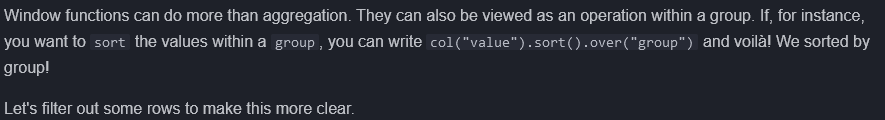 Window functions can do more than aggregation. They can also be viewed as an operation within a group. If, for instance,
you want to sort the values within a group, you can write col("value").sort().over("group") and voilà! We sorted by
group!
Let's filter out some rows to make this more clear.